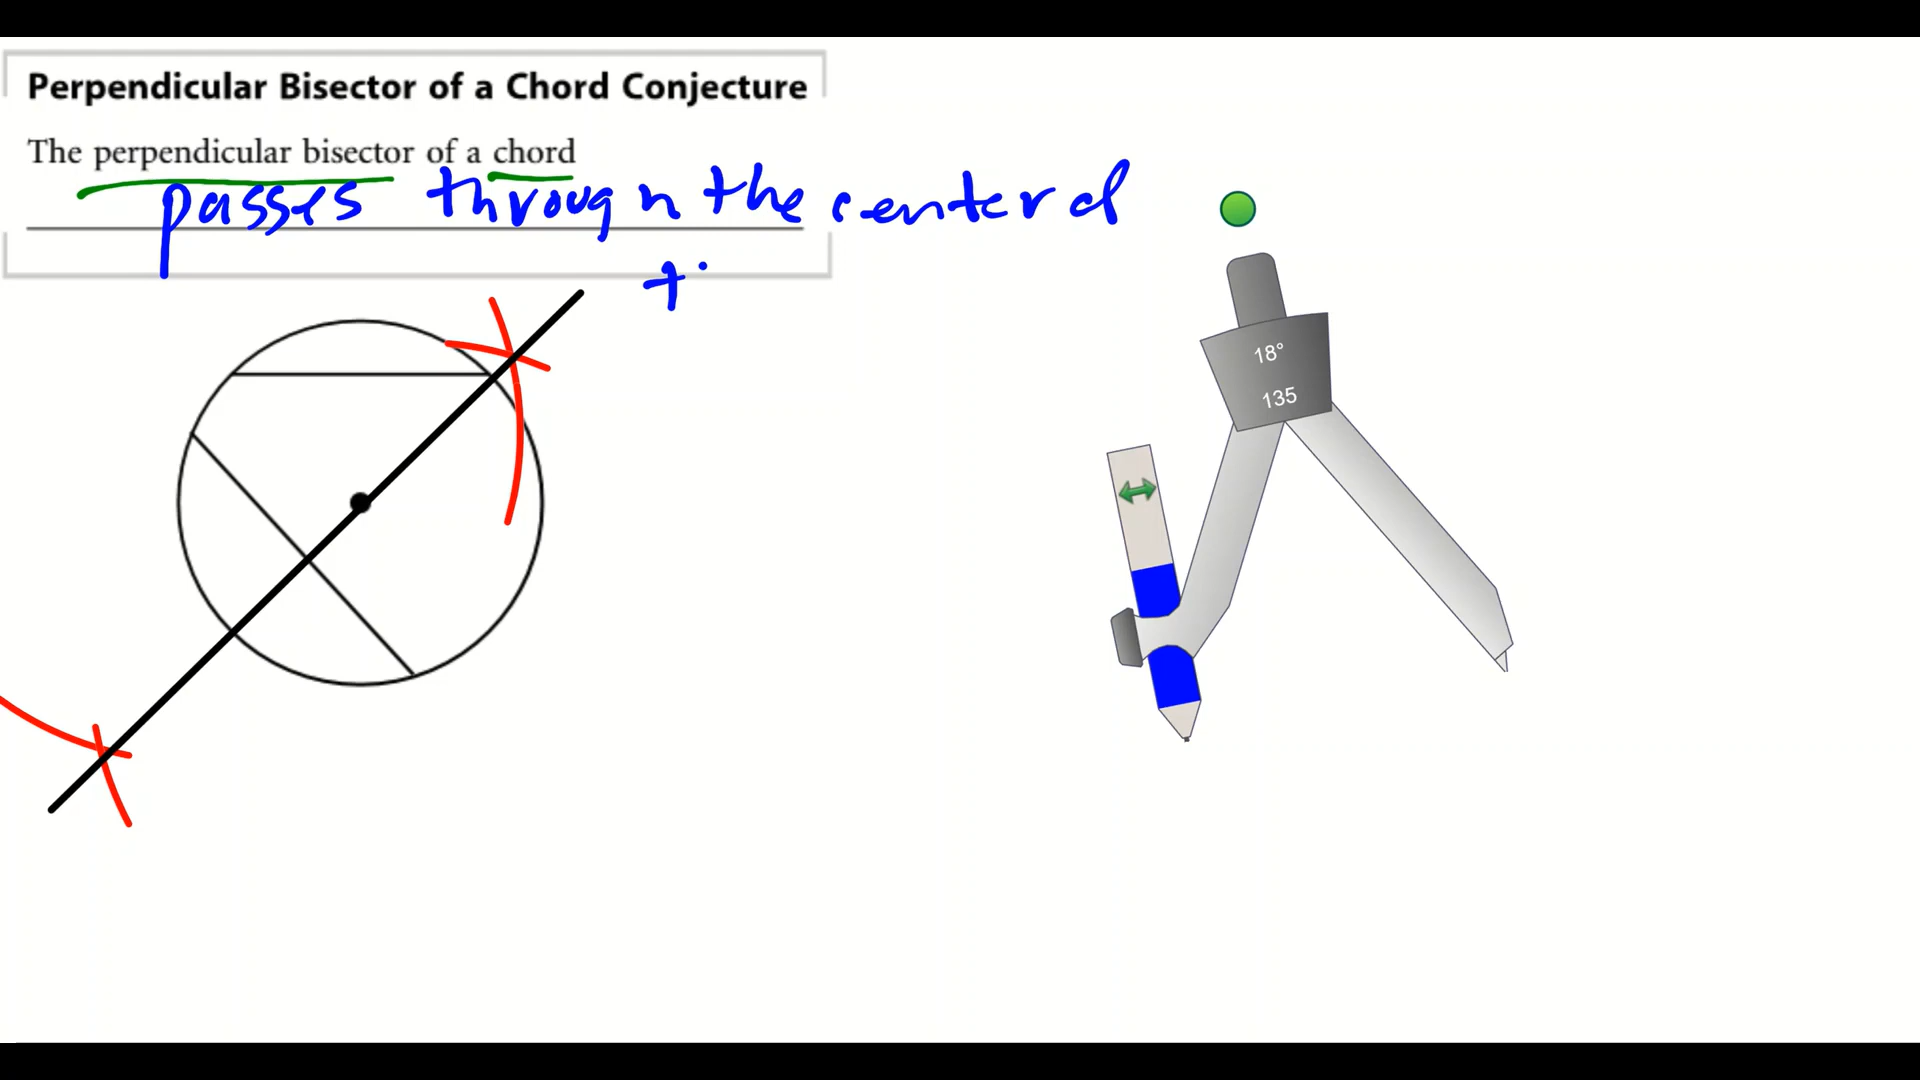 Perpendicular Bisector of a Chord Conjecture
The perpendicular bisector of a chord
passes through the center of
18°
135